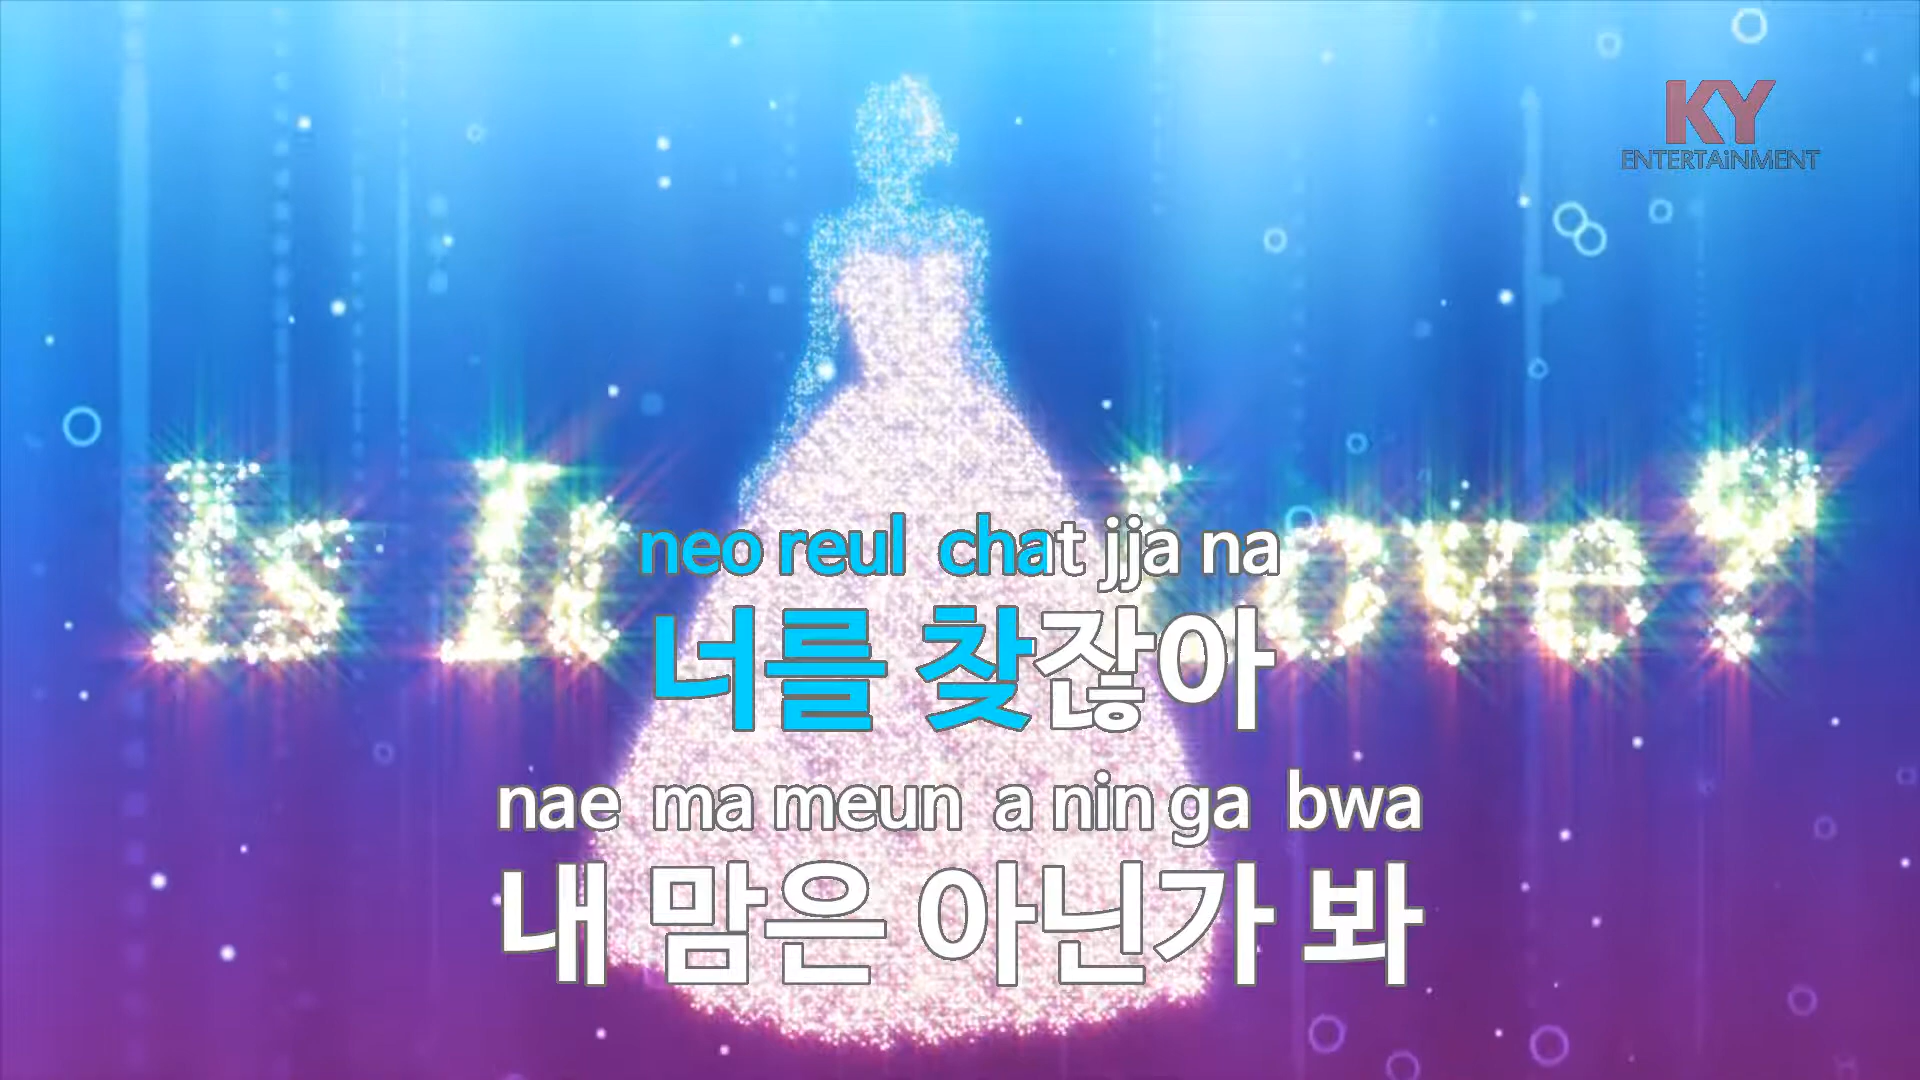 KY
ENTERTAiNMENT
Is It Love?
neo reul chat jja na
너를 찾잖아
nae ma meun a nin ga bwa
내 맘은 아닌가 봐